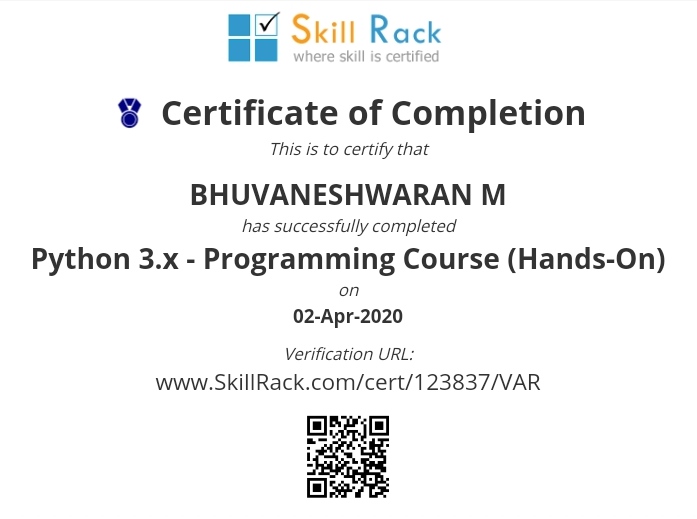 Skill Rack
where skill is certified
Certificate of Completion
This is to certify that
BHUVANESHWARAN M
has successfully completed
Python 3.x - Programming Course (Hands-On)
on
02-Apr-2020
Verification URL:
www.SkillRack.com/cert/123837/VAR